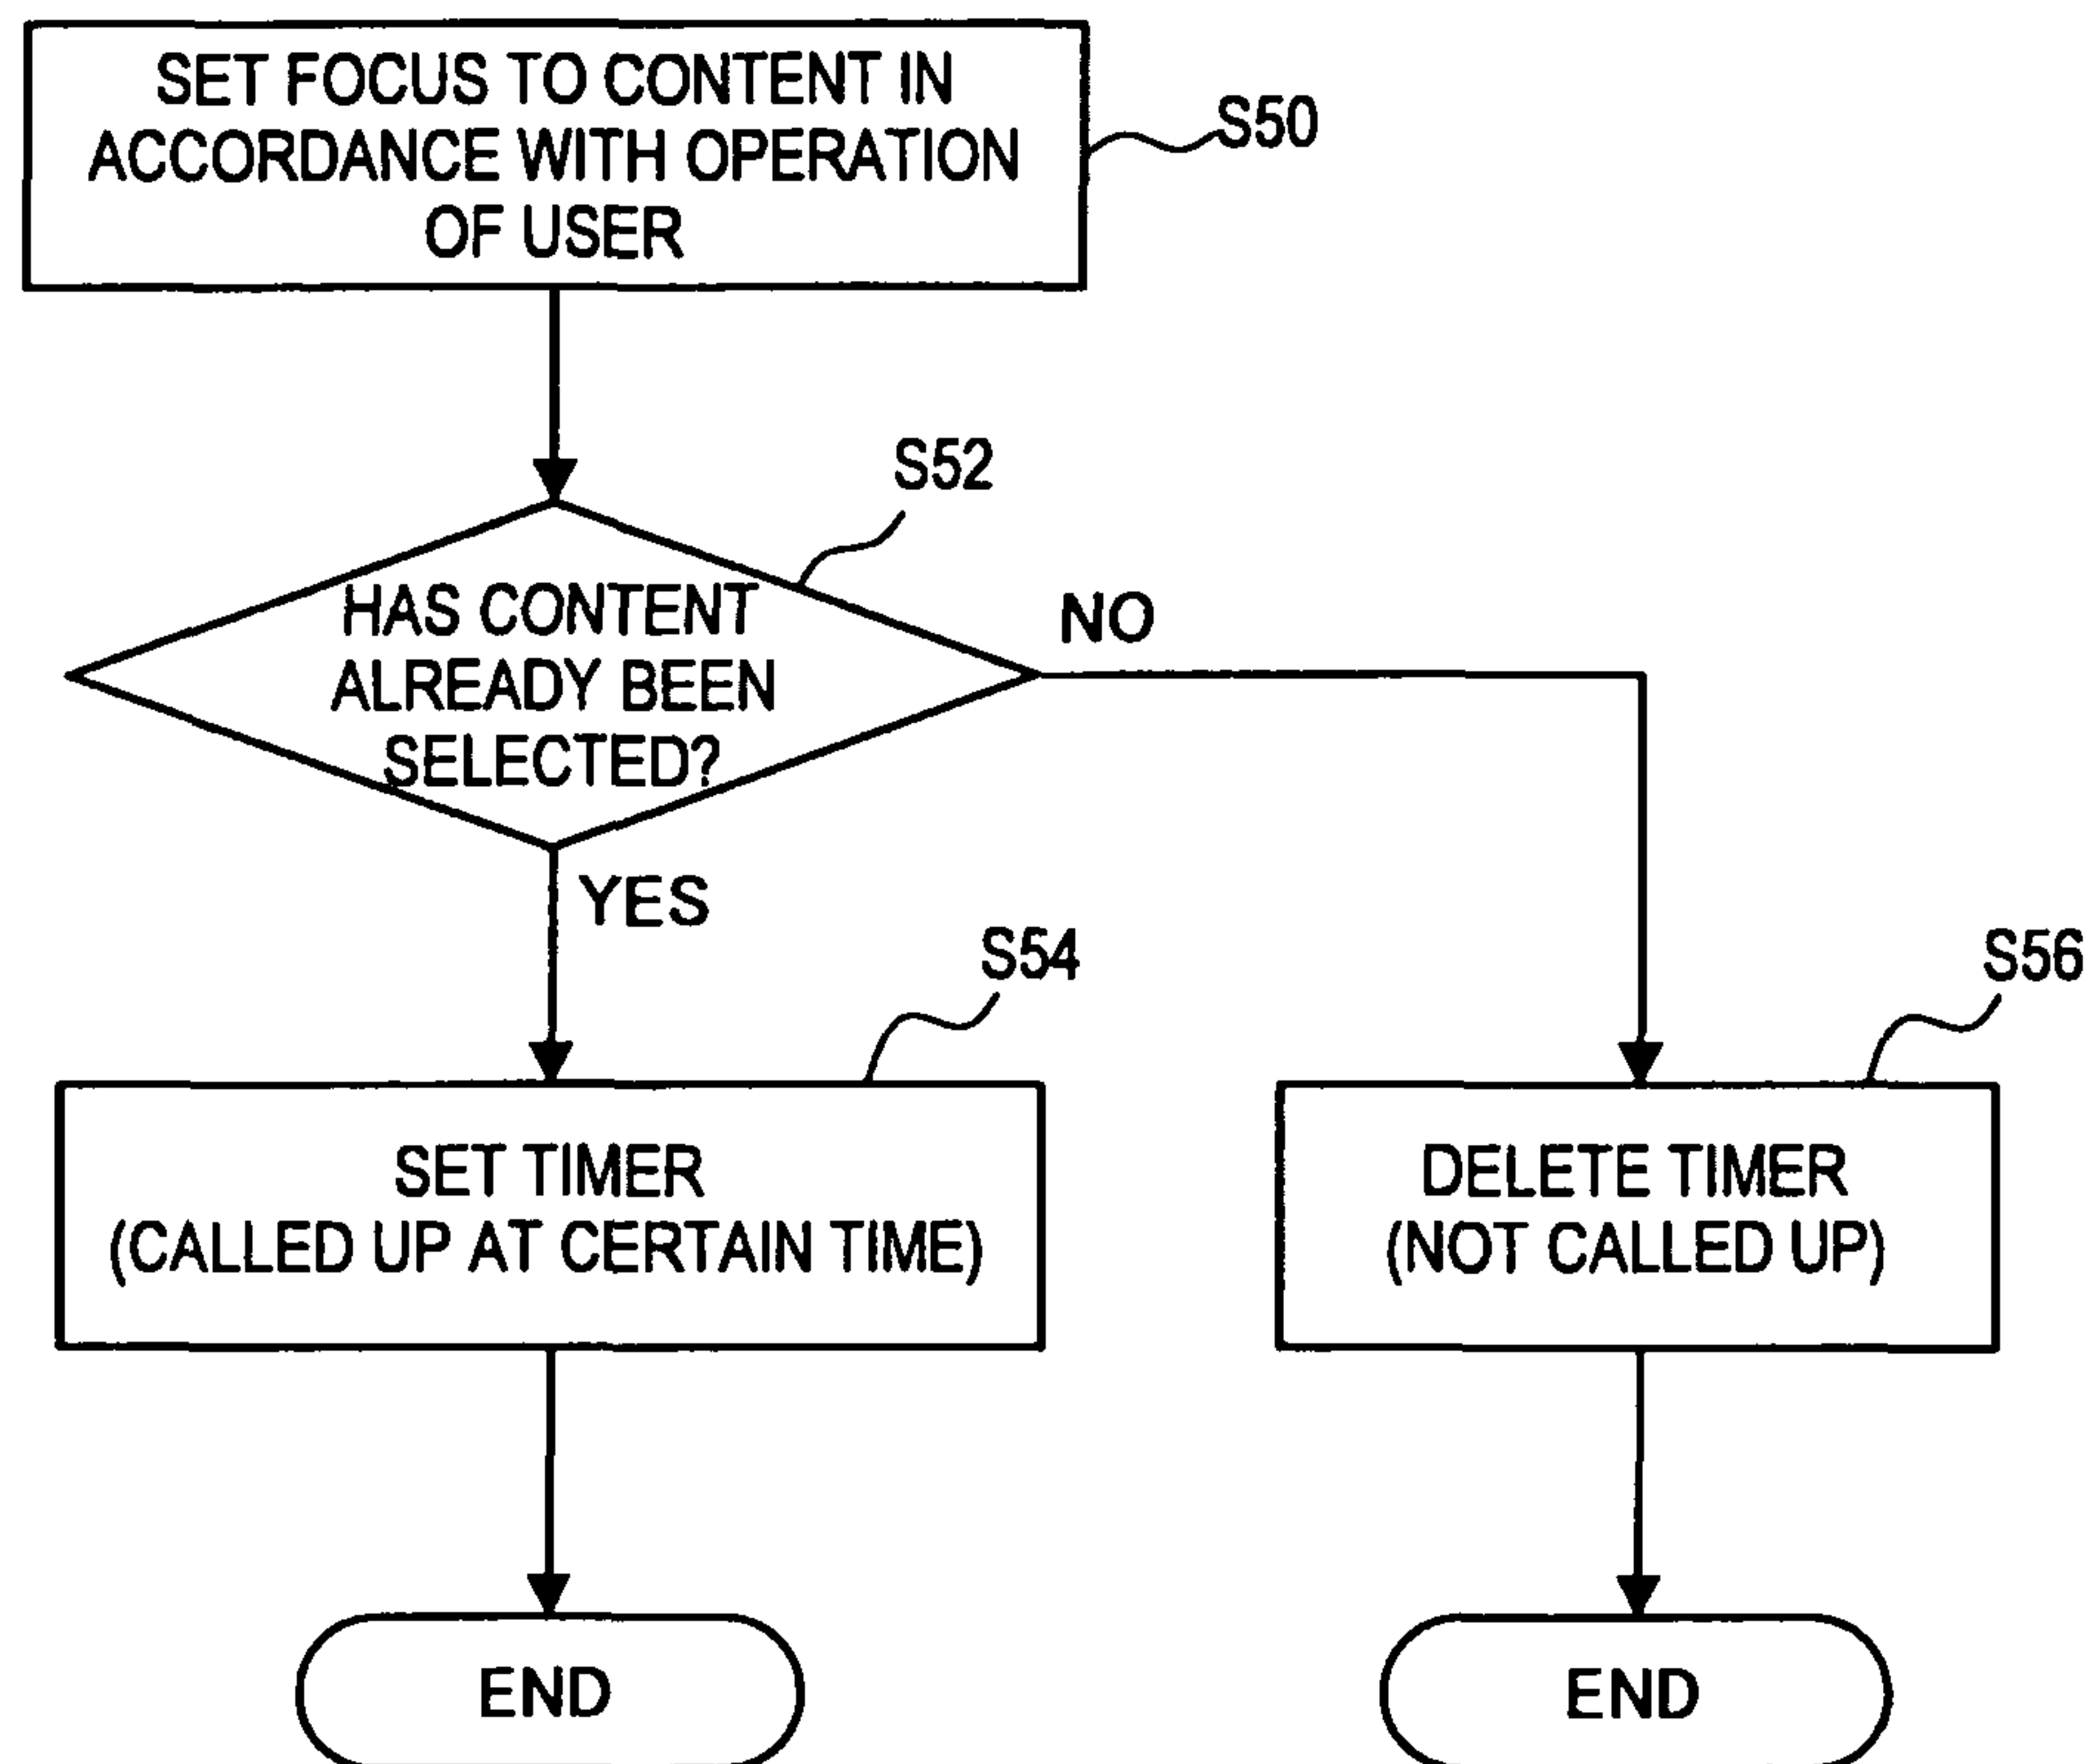 SET FOCUS TO CONTENT IN
ACCORDANCE WITH OPERATION
OF USER
S50
S52
HAS CONTENT
ALREADY BEEN
SELECTED?
NO
YES
S54
S56
SET TIMER
(CALLED UP AT CERTAIN TIME)
DELETE TIMER
(NOT CALLED UP)
END
END